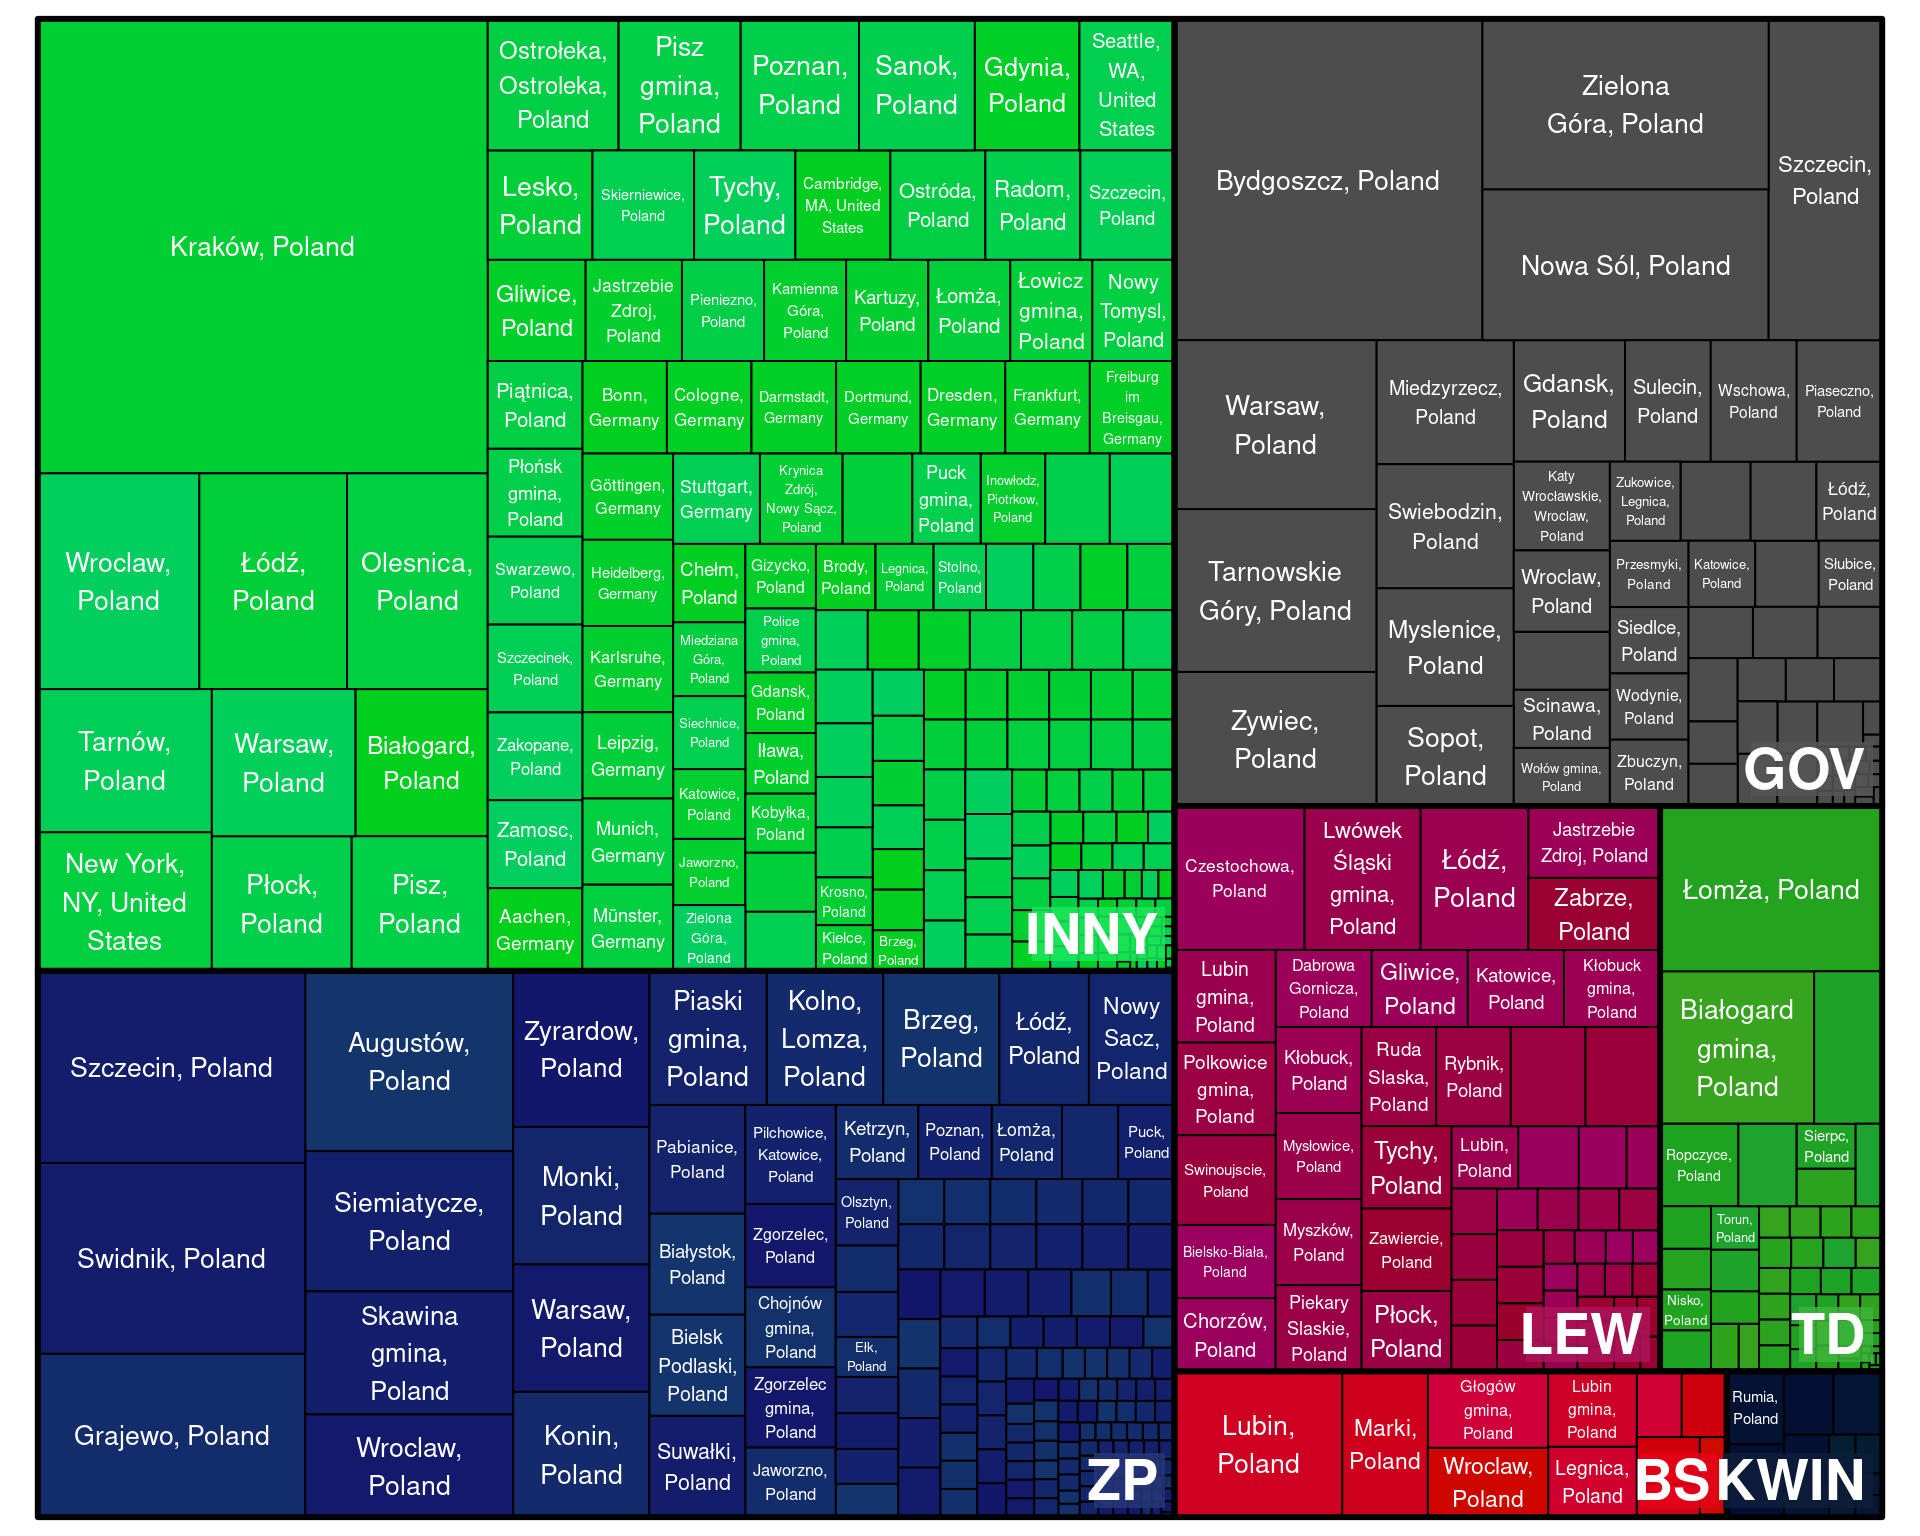 Kraków, Poland
Wroclaw,
Poland
Łódź,
Poland
Olesnica,
Poland
Tarnów,
Poland
Warsaw,
Poland
Białogard,
Poland
New York,
NY, United
States
Płock,
Poland
Pisz,
Poland
Ostrołeka,
Ostroleka,
Poland
Pisz
gmina,
Poland
Poznan,
Poland
Sanok,
Poland
Gdynia,
Poland
Seattle,
WA,
United
States
Lesko,
Poland
Skierniewice,
Poland
Tychy,
Poland
Cambridge,
MA, United
States
Ostróda,
Poland
Radom,
Poland
Szczecin,
Poland
Gliwice,
Poland
Jastrzebie
Zdroj,
Poland
Pieniezno,
Poland
Kamienna
Góra,
Poland
Kartuzy,
Poland
Łomża,
Poland
Łowicz
gmina,
Poland
Nowy
Tomysl,
Poland
Piątnica,
Poland
Bonn,
Germany
Cologne,
Germany
Darmstadt,
Germany
Dortmund,
Germany
Dresden,
Germany
Frankfurt,
Germany
Freiburg
im
Breisgau,
Germany
Płońsk
gmina,
Poland
Göttingen,
Germany
Stuttgart,
Germany
Krynica
Zdrój,
Nowy Sącz,
Poland
Puck
gmina,
Poland
Inowłodz,
Piotrkow,
Poland
Swarzewo,
Poland
Heidelberg,
Germany
Chełm,
Poland
Gizycko,
Poland
Brody,
Poland
Legnica,
Poland
Stolno,
Poland
Szczecinek,
Poland
Karlsruhe,
Germany
Miedziana
Góra,
Poland
Police
gmina,
Poland
Siechnice,
Poland
Gdansk,
Poland
Zakopane,
Poland
Leipzig,
Germany
Iława,
Poland
Katowice,
Poland
Kobyłka,
Poland
Zamosc,
Poland
Munich,
Germany
Jaworzno,
Poland
Krosno,
Poland
Aachen,
Germany
Münster,
Germany
Zielona
Góra,
Poland
Kielce,
Poland
Brzeg,
Poland
INNY
Bydgoszcz, Poland
Zielona
Góra, Poland
Nowa Sól, Poland
Szczecin,
Poland
Warsaw,
Poland
Tarnowskie
Góry, Poland
Zywiec,
Poland
Miedzyrzecz,
Poland
Swiebodzin,
Poland
Myslenice,
Poland
Sopot,
Poland
Gdansk,
Poland
Sulecin,
Poland
Wschowa,
Poland
Piaseczno,
Poland
Katy
Wrocławskie,
Wroclaw,
Poland
Zukowice,
Legnica,
Poland
Łódź,
Poland
Wroclaw,
Poland
Przesmyki,
Poland
Katowice,
Poland
Słubice,
Poland
Siedlce,
Poland
Scinawa,
Poland
Wodynie,
Poland
Wołów gmina,
Poland
Zbuczyn,
Poland
GOV
Szczecin, Poland
Swidnik, Poland
Grajewo, Poland
Augustów,
Poland
Siemiatycze,
Poland
Skawina
gmina,
Poland
Wroclaw,
Poland
Zyrardow,
Poland
Monki,
Poland
Warsaw,
Poland
Konin,
Poland
Piaski
gmina,
Poland
Kolno,
Lomza,
Poland
Brzeg,
Poland
Łódź,
Poland
Nowy
Sacz,
Poland
Pabianice,
Poland
Pilchowice,
Katowice,
Poland
Ketrzyn,
Poland
Poznan,
Poland
Łomża,
Poland
Puck,
Poland
Białystok,
Poland
Zgorzelec,
Poland
Olsztyn,
Poland
Bielsk
Podlaski,
Poland
Chojnów
gmina,
Poland
Ełk,
Poland
Suwałki,
Poland
Zgorzelec
gmina,
Poland
Jaworzno,
Poland
ZP
Czestochowa,
Poland
Lwówek
Śląski
gmina,
Poland
Łódź,
Poland
Jastrzebie
Zdroj, Poland
Zabrze,
Poland
Lubin
gmina,
Poland
Dabrowa
Gornicza,
Poland
Gliwice,
Poland
Katowice,
Poland
Kłobuck
gmina,
Poland
Polkowice
gmina,
Poland
Kłobuck,
Poland
Ruda
Slaska,
Poland
Rybnik,
Poland
Swinoujscie,
Poland
Mysłowice,
Poland
Tychy,
Poland
Lubin,
Poland
Bielsko-Biała,
Poland
Myszków,
Poland
Zawiercie,
Poland
Chorzów,
Poland
Piekary
Slaskie,
Poland
Płock,
Poland
LEW
Łomża, Poland
Białogard
gmina,
Poland
Ropczyce,
Poland
Sierpc,
Poland
Torun,
Poland
Nisko,
Poland
TD
Lubin,
Poland
Marki,
Poland
Głogów
gmina,
Poland
Lubin
gmina,
Poland
Wroclaw,
Poland
Legnica,
Poland
BS
Rumia,
Poland
KWIN